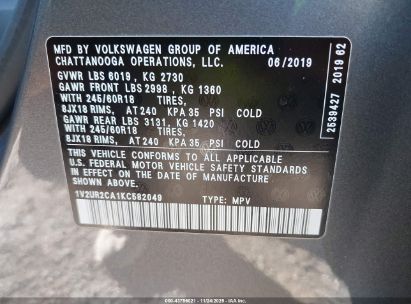 MFD BY VOLKSWAGEN GROUP OF AMERICA
CHATTANOOGA OPERATIONS, LLC. 06/2019
GVWR LBS 6019, KG 2730
GAWR FRONT LBS 2998, KG 1360
WITH 245/60R18 TIRES,
8JX18 RIMS, AT 240 KPA 35 PSI COLD
GAWR REAR LBS 3131, KG 1420
WITH 245/60R18 TIRES,
8JX18 RIMS, AT 240 KPA 35 PSI COLD
THIS VEHICLE CONFORMS TO ALL APPLICABLE
U.S. FEDERAL MOTOR VEHICLE SAFETY STANDARDS
IN EFFECT ON THE DATE OF MANUFACTURE
SHOWN ABOVE.
1V2UR2CA1KC582049 TYPE: MPV
2539427 2019 62